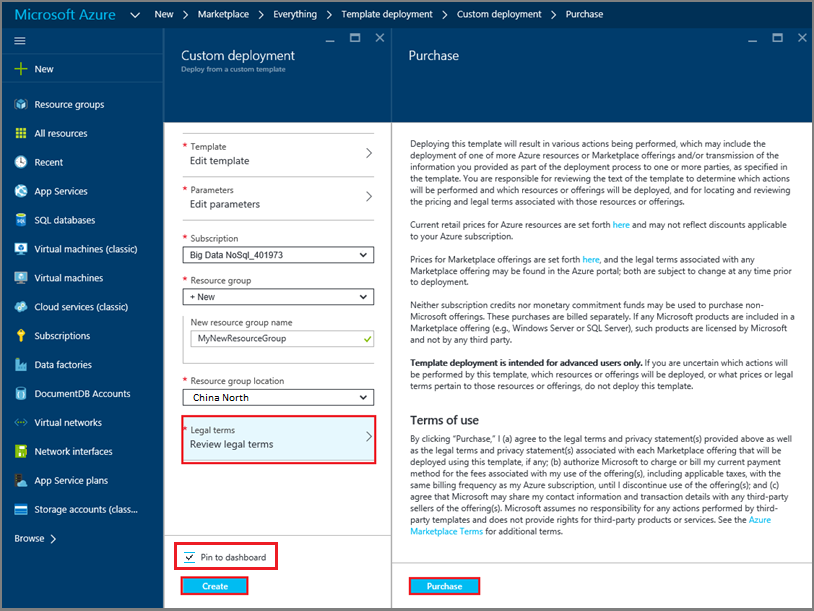 Microsoft Azure New Marketplace Everything Template deployment Custom deployment Purchase
New
Resource groups
All resources
Recent
App Services
SQL databases
Virtual machines (classic)
Virtual machines
Cloud services (classic)
Subscriptions
Data factories
DocumentDB Accounts
Virtual networks
Network interfaces
App Service plans
Storage accounts (clas...
Browse
Custom deployment
Deploy from a custom template
* Template
Edit template
* Parameters
Edit parameters
* Subscription
Big Data NoSql_401973
* Resource group
+ New
New resource group name
MyNewResourceGroup
* Resource group location
China North
* Legal terms
Review legal terms
Pin to dashboard
Create
Purchase
Deploying this template will result in various actions being performed, which may include the
deployment of one of more Azure resources or Marketplace offerings and/or transmission of the
information you provided as part of the deployment process to one or more parties, as specified in
the template. You are responsible for reviewing the text of the template to determine which actions
will be performed and which resources or offerings will be deployed, and for locating and reviewing
the pricing and legal terms associated with those resources or offerings.
Current retail prices for Azure resources are set forth here and may not reflect discounts applicable
to your Azure subscription.
Prices for Marketplace offerings are set forth here, and the legal terms associated with any
Marketplace offering may be found in the Azure portal; both are subject to change at any time prior
to deployment.
Neither subscription credits nor monetary commitment funds may be used to purchase non-
Microsoft offerings. These purchases are billed separately. If any Microsoft products are included in a
Marketplace offering (e.g., Windows Server or SQL Server), such products are licensed by Microsoft
and not by any third party.
Template deployment is intended for advanced users only. If you are uncertain which actions will
be performed by this template, which resources or offerings will be deployed, or what prices or legal
terms pertain to those resources or offerings, do not deploy this template.
Terms of use
By clicking "Purchase," I (a) agree to the legal terms and privacy statement(s) provided above as well
as the legal terms and privacy statement(s) associated with each Marketplace offering that will be
deployed using this template, if any; (b) authorize Microsoft to charge or bill my current payment
method for the fees associated with my use of the offering(s), including applicable taxes, with the
same billing frequency as my Azure subscription, until I discontinue use of the offering(s); and (c)
agree that Microsoft may share my contact information and transaction details with any third-party
sellers of the offering(s). Microsoft assumes no responsibility for any actions performed by third-
party templates and does not provide rights for third-party products or services. See the Azure
Marketplace Terms for additional terms.
Purchase